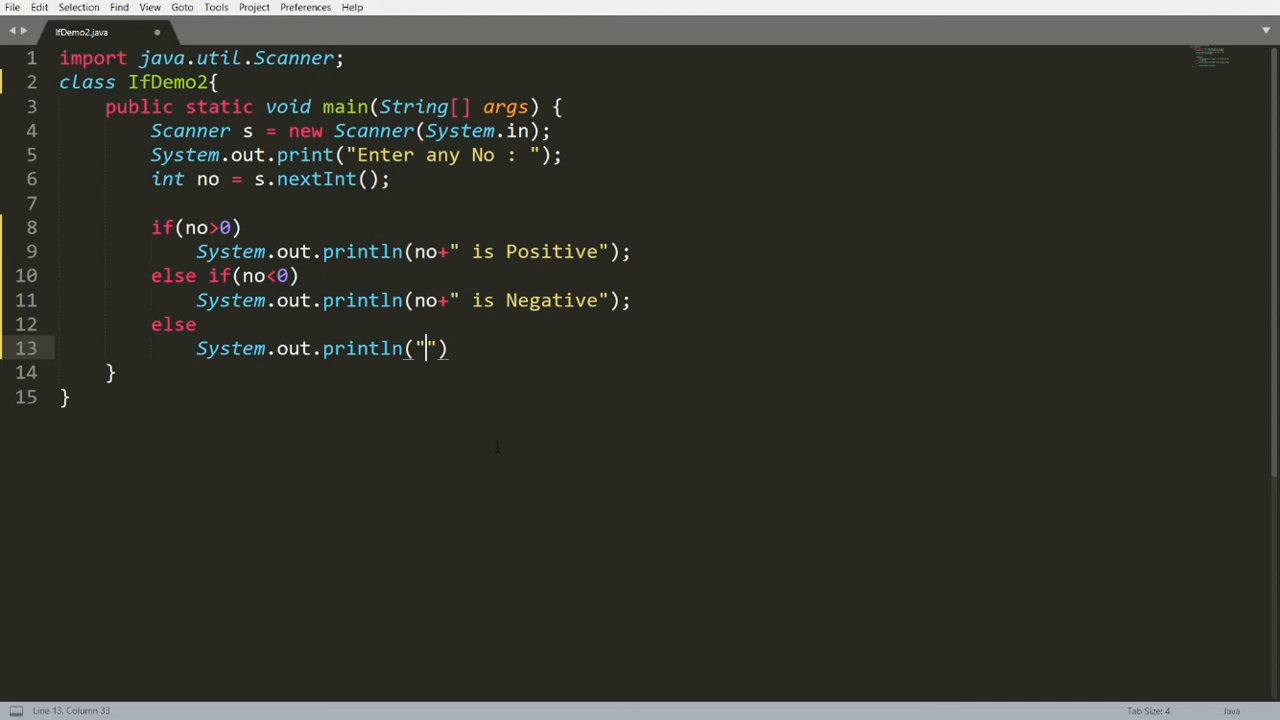 File Edit Selection Find View Goto Tools Project Preferences Help
IfDemo2.java
1 import java.util.Scanner;
2 class IfDemo2{
3 public static void main(String[] args) {
4 Scanner s = new Scanner(System.in);
5 System.out.print("Enter any No : ");
6 int no = s.nextInt();
7
8 if(no>0)
9 System.out.println(no+" is Positive");
10 else if(no<0)
11 System.out.println(no+" is Negative");
12 else
13 System.out.println("")
14 }
15 }
Line 13, Column 33 Tab Size: 4 Java